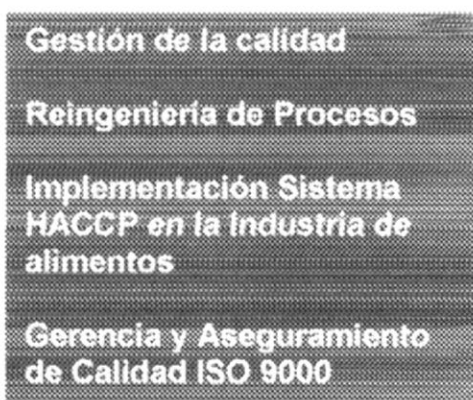 Gestión de la calidad
Reingeniería de Procesos
Implementación Sistema
HACCP en la industria de
alimentos
Gerencia y Aseguramiento
de Calidad ISO 9000